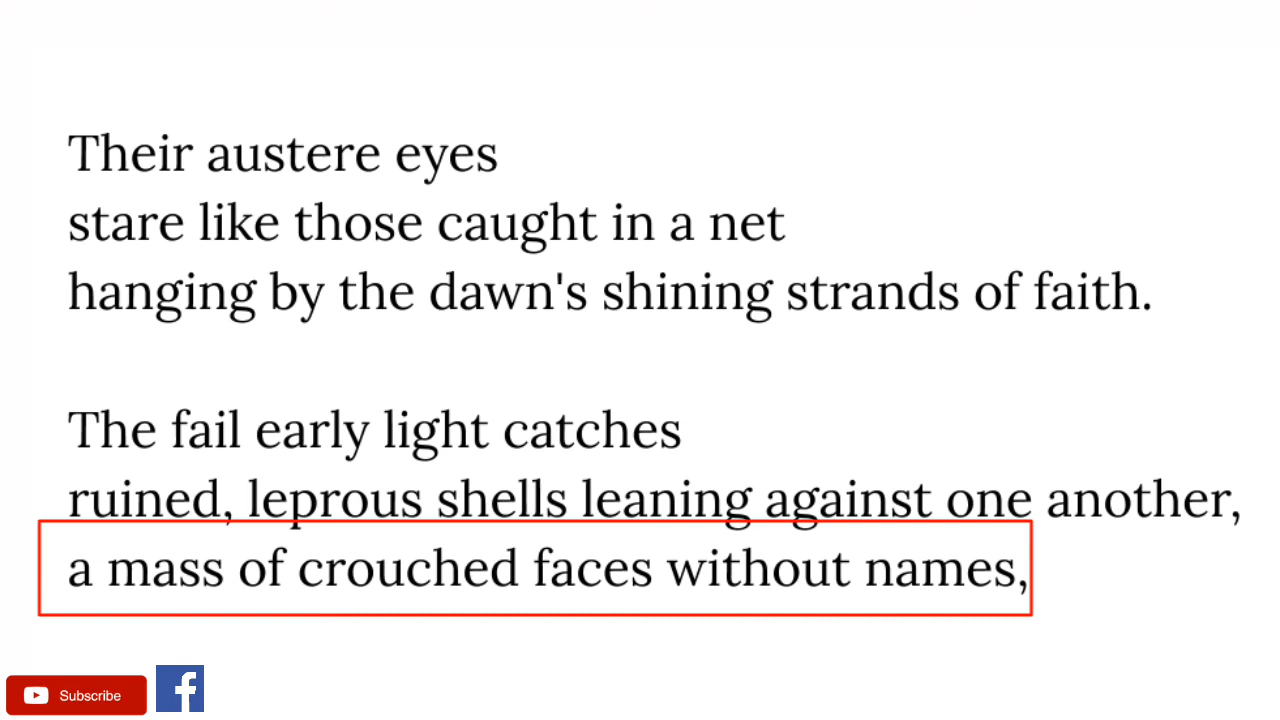 Their austere eyes
stare like those caught in a net
hanging by the dawn's shining strands of faith.
The fail early light catches
ruined, leprous shells leaning against one another,
a mass of crouched faces without names,
Subscribe
f